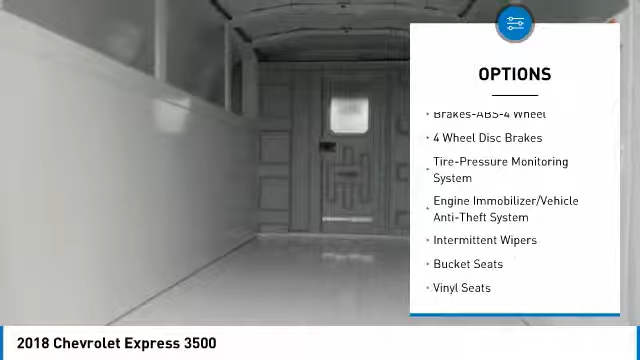 OPTIONS
Brakes-ABS-4 Wheel
4 Wheel Disc Brakes
Tire-Pressure Monitoring
System
Engine Immobilizer/Vehicle
Anti-Theft System
Intermittent Wipers
Bucket Seats
Vinyl Seats
2018 Chevrolet Express 3500